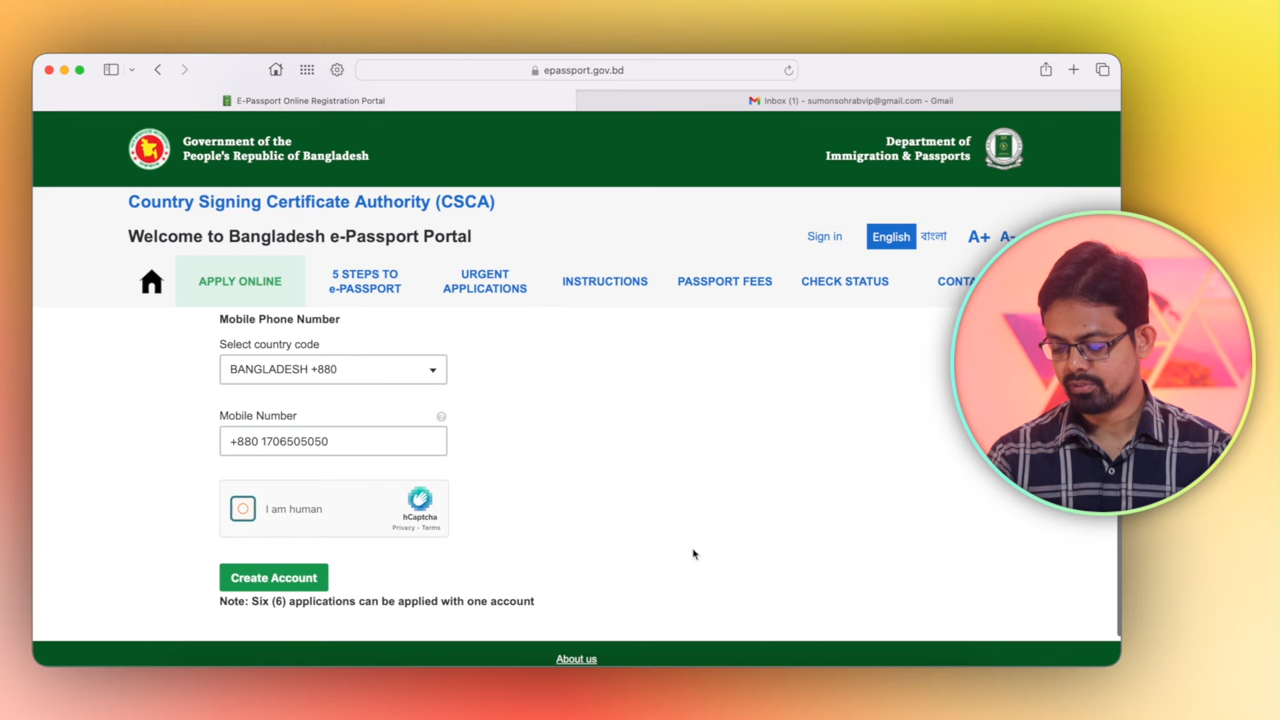 epassport.gov.bd
E-Passport Online Registration Portal
Inbox (1) - sumonsohrabvip@gmail.com - Gmail
Government of the
People's Republic of Bangladesh
Department of
Immigration & Passports
Country Signing Certificate Authority (CSCA)
Welcome to Bangladesh e-Passport Portal
Sign in
English
বাংলা
A+
A-
APPLY ONLINE
5 STEPS TO
e-PASSPORT
URGENT
APPLICATIONS
INSTRUCTIONS
PASSPORT FEES
CHECK STATUS
CONTA
Mobile Phone Number
Select country code
BANGLADESH +880
Mobile Number
+880 1706505050
I am human
hCaptcha
Privacy - Terms
Create Account
Note: Six (6) applications can be applied with one account
About us